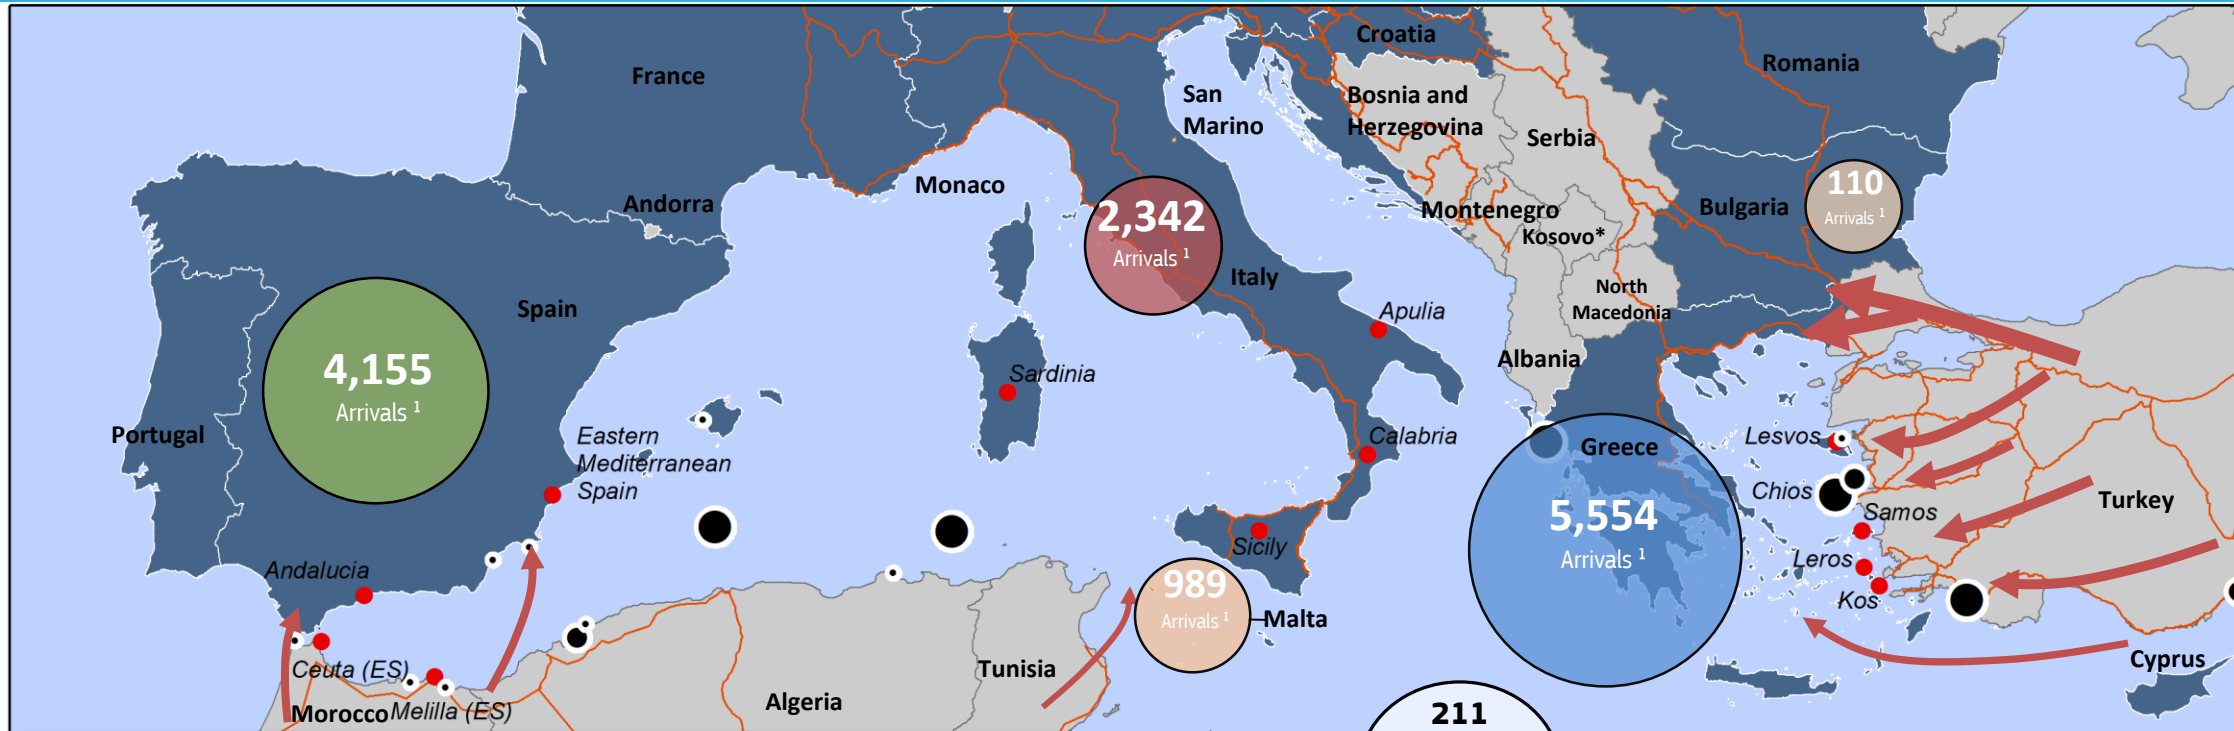 Croatia
France
Romania
San
Marino
Bosnia and
Herzegovina
Serbia
Monaco
Andorra
110
Arrivals 1
Bulgaria
2,342
Arrivals 1
Montenegro
Kosovo*
Italy
North
Macedonia
Spain
Apulia
Albania
4,155
Arrivals 1
Sardinia
Portugal
Eastern
Mediterranean
Spain
Calabria
Greece
Lesvos
Chios
Turkey
5,554
Arrivals 1
Samos
Sicily
Andalucia
Leros
Kos
989
Arrivals 1
Malta
Ceuta (ES)
Tunisia
Cyprus
Algeria
Morocco
Melilla (ES)
211